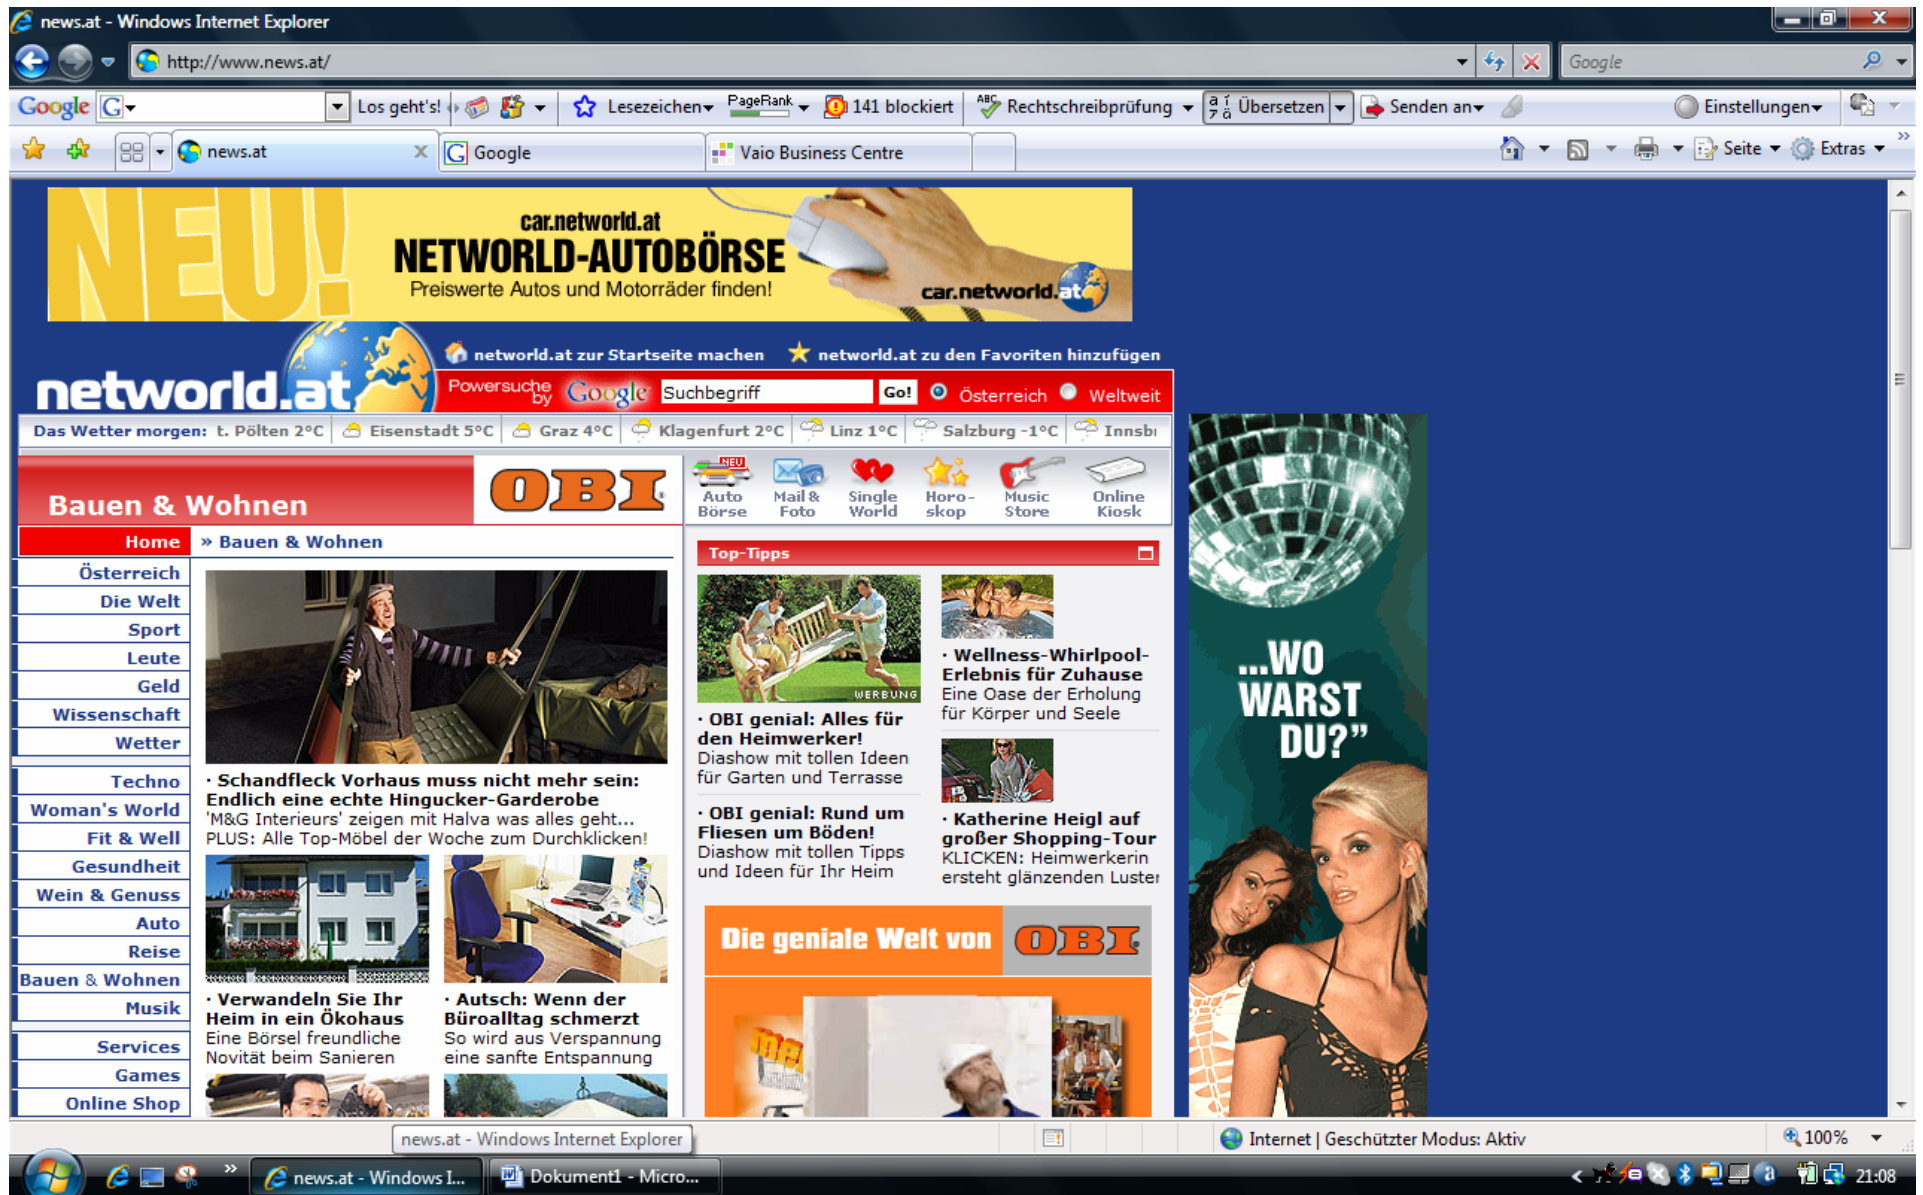 news.at - Windows Internet Explorer
http://www.news.at/
Google
Google G
Los geht's!
Lesezeichen
PageRank
141 blockiert
ABC Rechtschreibprüfung
Übersetzen
Senden an
Einstellungen
news.at
G Google
Vaio Business Centre
Seite
Extras
NEU!
car.networld.at
NETWORLD-AUTOBÖRSE
Preiswerte Autos und Motorräder finden!
car.networld.at
networld.at
networld.at zur Startseite machen
networld.at zu den Favoriten hinzufügen
Powersuche by Google
Suchbegriff
Go!
Österreich
Weltweit
Das Wetter morgen: t. Pölten 2°C
Eisenstadt 5°C
Graz 4°C
Klagenfurt 2°C
Linz 1°C
Salzburg -1°C
Bauen & Wohnen
OBI
NEU
Auto Börse
Mail & Foto
Single World
Horo-skop
Music Store
Online Kiosk
Home
» Bauen & Wohnen
Österreich
Die Welt
Sport
Leute
Geld
Wissenschaft
Wetter
Techno
Woman's World
Fit & Well
Gesundheit
Wein & Genuss
Auto
Reise
Bauen & Wohnen
Musik
Services
Games
Online Shop
· Schandfleck Vorhaus muss nicht mehr sein:
Endlich eine echte Hingucker-Garderobe
'M&G Interieurs' zeigen mit Halva was alles geht...
PLUS: Alle Top-Möbel der Woche zum Durchklicken!
· Verwandeln Sie Ihr
Heim in ein Ökohaus
Eine Börsel freundliche
Novität beim Sanieren
· Autsch: Wenn der
Büroalltag schmerzt
So wird aus Verspannung
eine sanfte Entspannung
Top-Tipps
WERBUNG
· OBI genial: Alles für
den Heimwerker!
Diashow mit tollen Ideen
für Garten und Terrasse
· OBI genial: Rund um
Fliesen um Böden!
Diashow mit tollen Tipps
und Ideen für Ihr Heim
· Wellness-Whirlpool-
Erlebnis für Zuhause
Eine Oase der Erholung
für Körper und Seele
· Katherine Heigl auf
großer Shopping-Tour
KLICKEN: Heimwerkerin
ersteht glänzenden Luster
Die geniale Welt von OBI
...WO
WARST
DU?”
news.at - Windows Internet Explorer
Internet | Geschützter Modus: Aktiv
100%
news.at - Windows I...
Dokument1 - Micro...
21:08